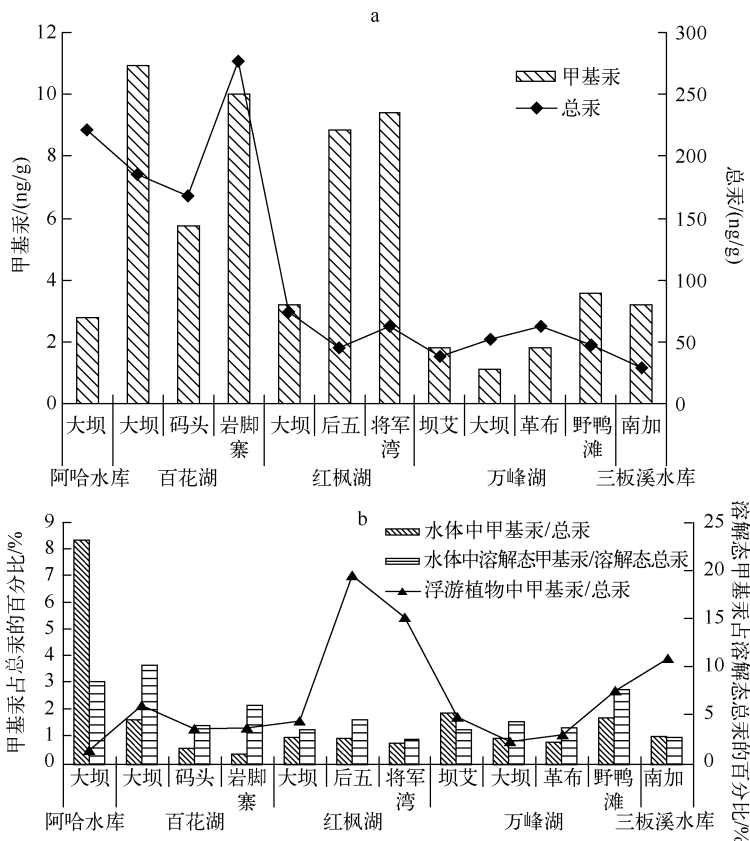 a
12
10
8
6
4
2
0
甲基汞/(ng/g)
300
250
200
150
100
50
0
总汞/(ng/g)
甲基汞
总汞
大坝 大坝 码头 岩脚寨 大坝 后五 将军湾 坝艾 大坝 革布 野鸭滩 南加
阿哈水库 百花湖 红枫湖 万峰湖 三板溪水库
b
9
8
7
6
5
4
3
2
1
0
甲基汞占总汞的百分比/%
25
20
15
10
5
0
溶解态甲基汞占溶解态总汞的百分比/%
水体中甲基汞/总汞
水体中溶解态甲基汞/溶解态总汞
浮游植物中甲基汞/总汞
大坝 大坝 码头 岩脚寨 大坝 后五 将军湾 坝艾 大坝 革布 野鸭滩 南加
阿哈水库 百花湖 红枫湖 万峰湖 三板溪水库